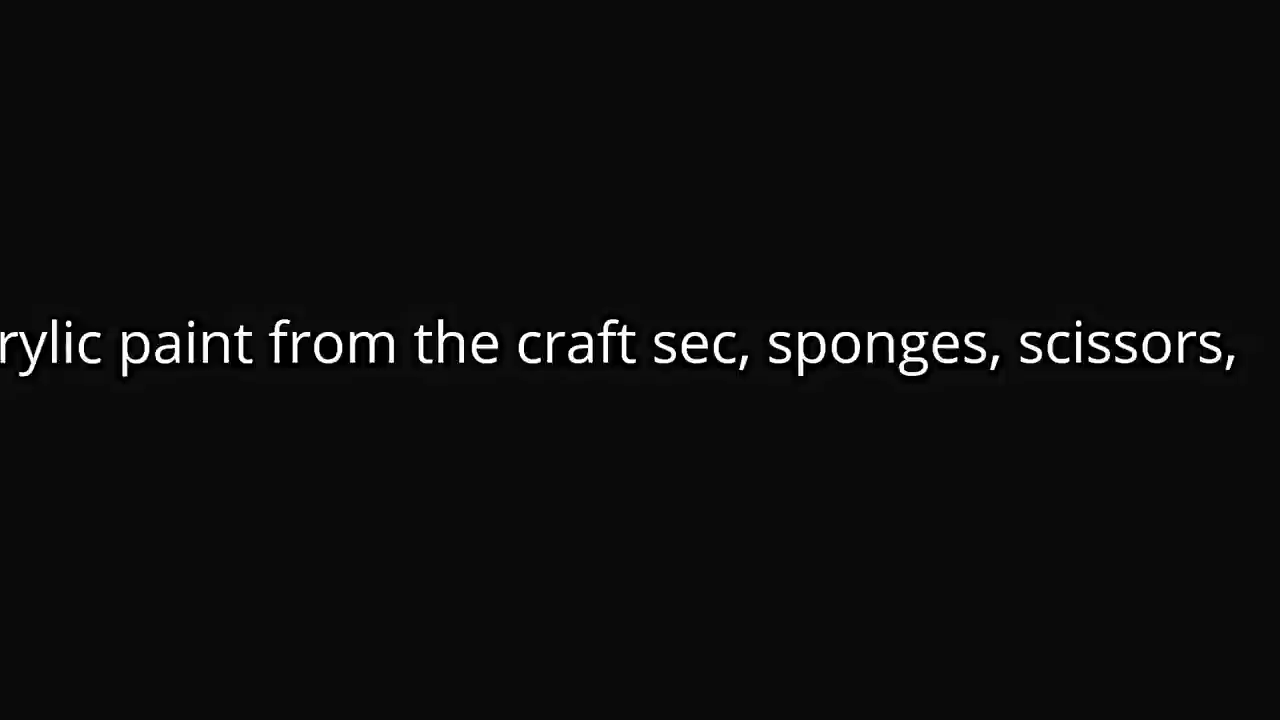 rylic paint from the craft sec, sponges, scissors,